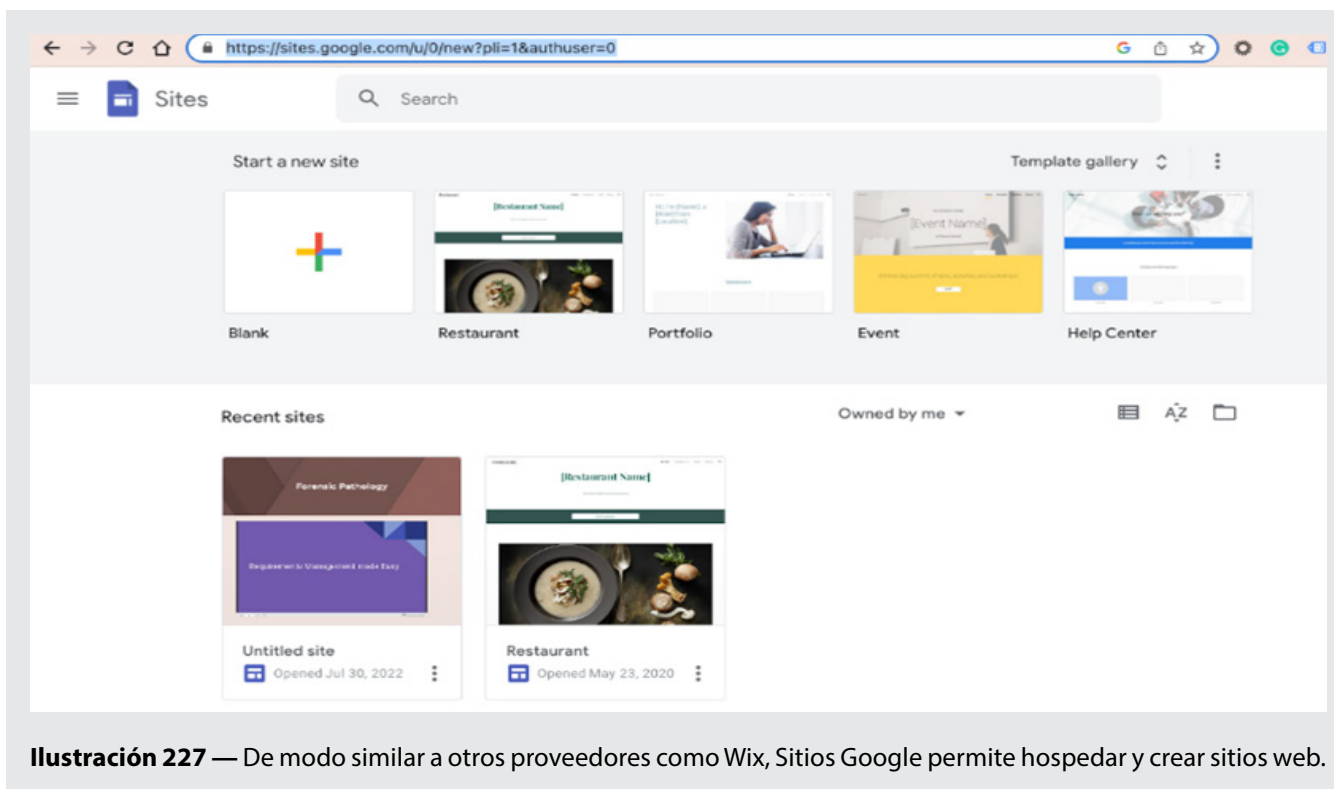 https://sites.google.com/u/0/new?pli=1&authuser=0
Sites
Search
Start a new site
Template gallery
[Restaurant Name]
[Event Name]
Blank
Restaurant
Portfolio
Event
Help Center
Recent sites
Owned by me
AZ
Forensic Pathology
Requirements Management made Easy
[Restaurant Name]
Untitled site
Opened Jul 30, 2022
Restaurant
Opened May 23, 2020
Ilustración 227 — De modo similar a otros proveedores como Wix, Sitios Google permite hospedar y crear sitios web.